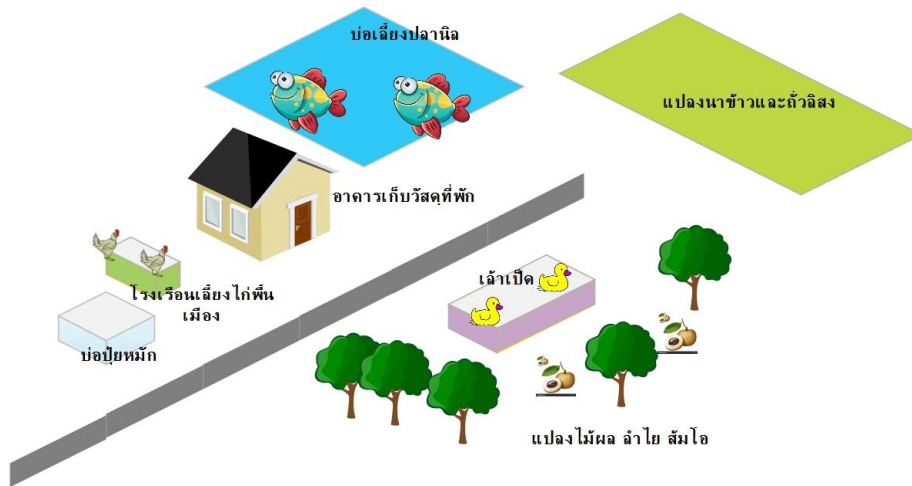 บ่อเลี้ยงปลานิล
แปลงนาข้าวและถั่วลิสง
อาคารเก็บวัสดุที่พัก
เล้าเป็ด
โรงเรือนเลี้ยงไก่พื้น
เมือง
บ่อปุ๋ยหมัก
แปลงไม้ผล ลำไย ส้มโอ